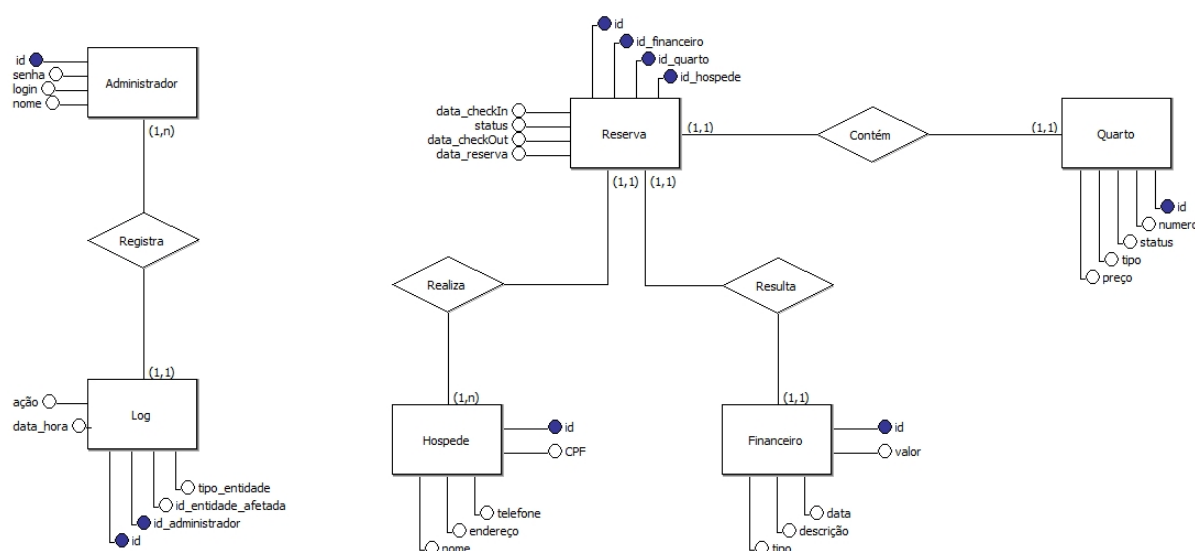 id
senha
login
nome
Administrador
(1,n)
Registra
(1,1)
ação
data_hora
Log
tipo_entidade
id_entidade_afetada
id_administrador
id
id
id_financeiro
id_quarto
id_hospede
data_checkIn
status
data_checkOut
data_reserva
Reserva
(1,1)
Contém
(1,1)
Quarto
id
numero
status
tipo
preço
(1,1)
(1,1)
Realiza
Resulta
(1,n)
Hospede
id
CPF
telefone
endereço
nome
(1,1)
Financeiro
id
valor
data
descrição
tipo